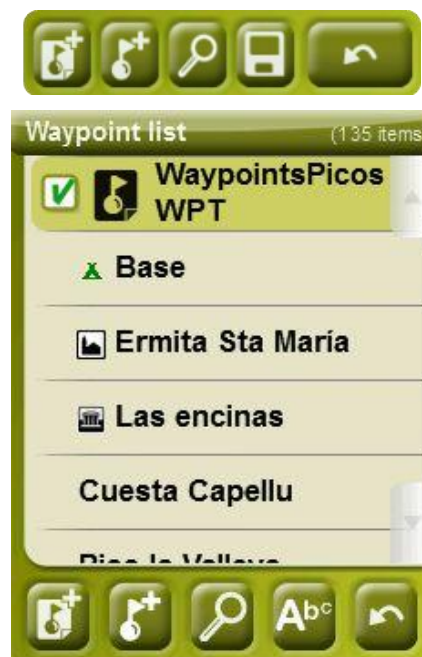 Waypoint list (135 items
WaypointsPicos
WPT
Base
Ermita Sta María
Las encinas
Cuesta Capellu
Abc